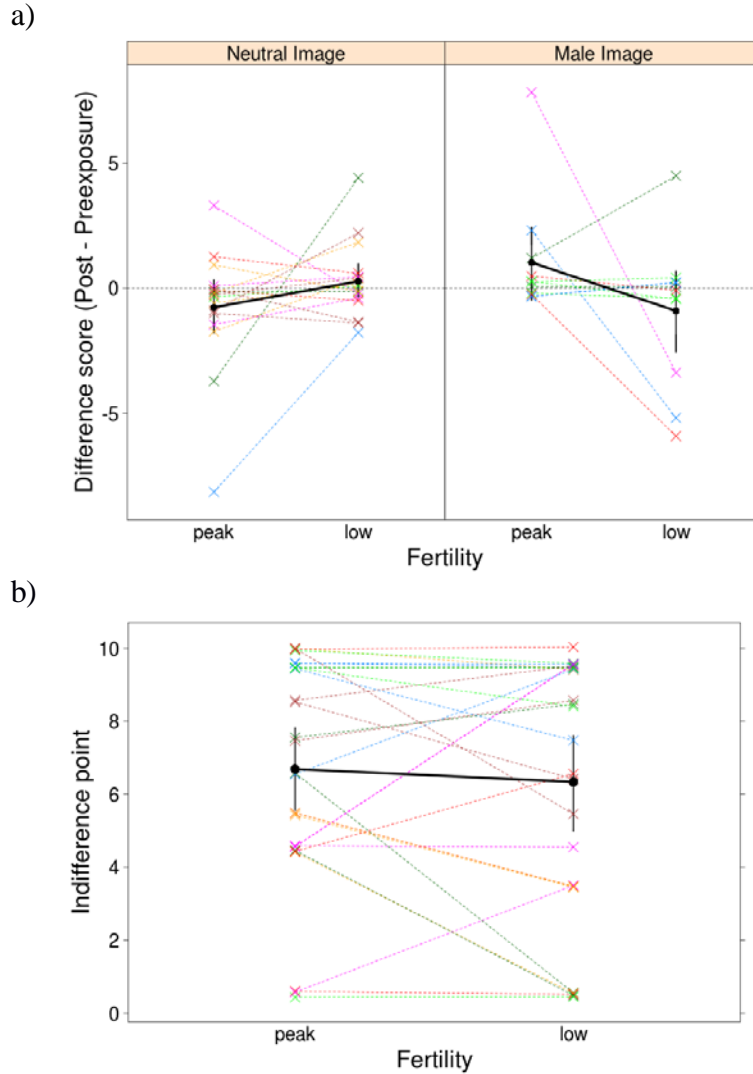 a)
Neutral Image
Male Image
Difference score (Post - Preexposure)
5
0
-5
peak
low
peak
low
Fertility
b)
Indifference point
10
8
6
4
2
0
peak
low
Fertility